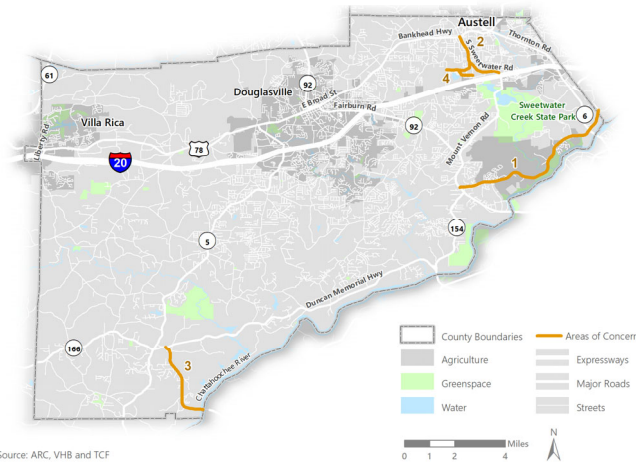 Austell
Bankhead Hwy
Thornton Rd
2
S Sweetwater Rd
61
92
4
Douglasville
E Broad St
Fairburn Rd
Sweetwater
Creek State Park
6
92
Villa Rica
Liberty Rd
78
Mount Vernon Rd
20
1
154
5
Duncan Memorial Hwy
166
3
Chattahoochee River
County Boundaries
Agriculture
Greenspace
Water
Areas of Concern
Expressways
Major Roads
Streets
N
Miles
0 1 2 4
Source: ARC, VHB and TCF